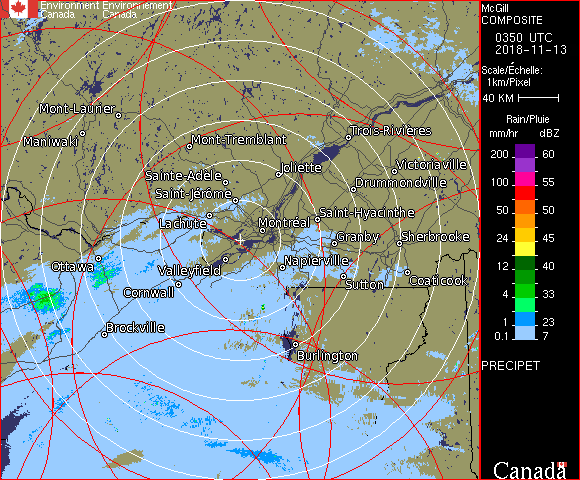 Environment Environnement
Canada Canada
McGill
COMPOSITE
0350 UTC
2018-11-13
Scale/Échelle:
1km/Pixel
40 KM
Rain/Pluie
mm/hr dBZ
200 60
100 55
50 50
24 45
12 40
4 33
1 23
0.1 7
PRECIPET
Canada
Mont-Laurier
Maniwaki
Mont-Tremblant
Trois-Rivières
Sainte-Adèle
Joliette
Victoriaville
Saint-Jérôme
Drummondville
Lachute
Montréal
Saint-Hyacinthe
Granby
Sherbrooke
Ottawa
Valleyfield
Napierville
Cornwall
Sutton
Coaticook
Brockville
Burlington